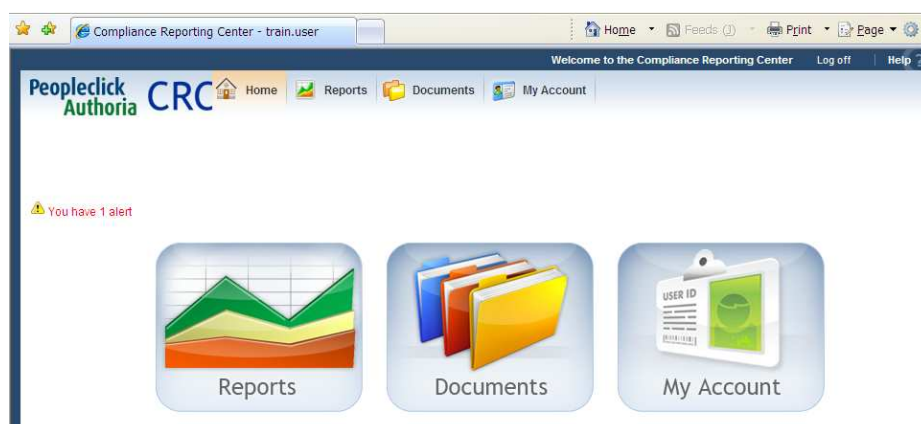 Compliance Reporting Center - train.user
Home Feeds (J) Print Page
Welcome to the Compliance Reporting Center Log off | Help
Peopleclick
Authoria
CRC Home Reports Documents My Account
You have 1 alert
USER ID
Reports Documents My Account